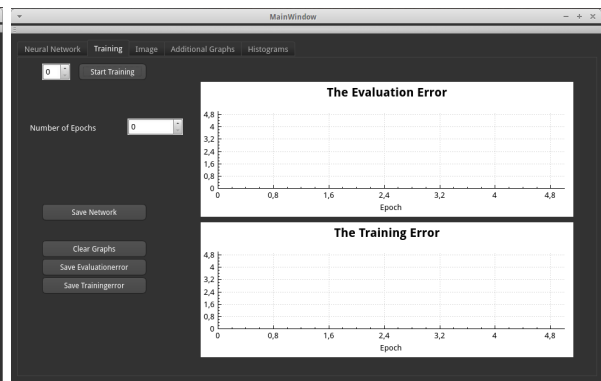 MainWindow
Neural Network Training Image Additional Graphs Histograms
0 Start Training
Number of Epochs 0
Save Network
Clear Graphs
Save Evaluationerror
Save Trainingerror
The Evaluation Error
4,8
4
3,2
2,4
1,6
0,8
0
0 0,8 1,6 2,4 3,2 4 4,8
Epoch
The Training Error
4,8
4
3,2
2,4
1,6
0,8
0
0 0,8 1,6 2,4 3,2 4 4,8
Epoch